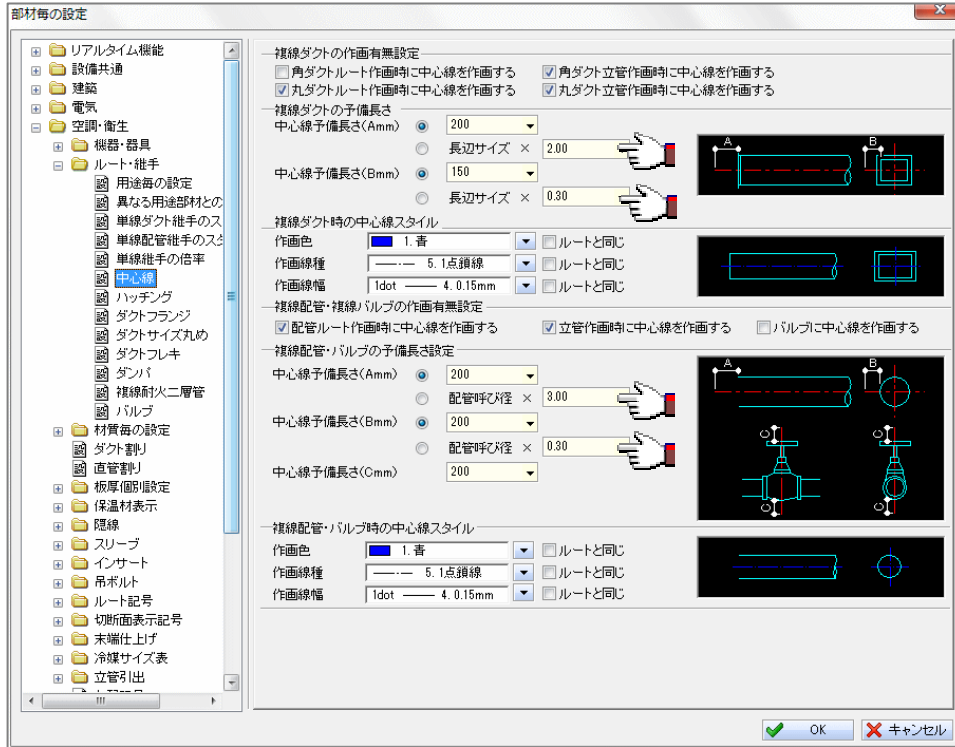 部材毎の設定
リアルタイム機能
設備共通
建築
電気
空調・衛生
機器・器具
ルート・継手
用途毎の設定
異なる用途部材との
単線ダクト継手のス
単線配管継手のスタ
単線継手の倍率
中心線
ハッチング
ダクトフランジ
ダクトサイズ丸め
ダクトフレキ
ダンパ
複線耐火二層管
バルブ
材質毎の設定
ダクト割り
直管割り
板厚個別設定
保温材表示
隠線
スリーブ
インサート
吊ボルト
ルート記号
切断面表示記号
末端仕上げ
冷媒サイズ表
立管引出
複線ダクトの作画有無設定
角ダクトルート作画時に中心線を作画する 角ダクト立管作画時に中心線を作画する
丸ダクトルート作画時に中心線を作画する 丸ダクト立管作画時に中心線を作画する
複線ダクトの予備長さ
中心線予備長さ(Amm) 200
長辺サイズ × 2.00
中心線予備長さ(Bmm) 150
長辺サイズ × 0.30
A B
複線ダクト時の中心線スタイル
作画色 1.青 ルートと同じ
作画線種 5.1点鎖線 ルートと同じ
作画線幅 1dot 4.0.15mm ルートと同じ
複線配管・複線バルブの作画有無設定
配管ルート作画時に中心線を作画する 立管作画時に中心線を作画する バルブに中心線を作画する
複線配管・バルブの予備長さ設定
中心線予備長さ(Amm) 200
配管呼び径 × 3.00
中心線予備長さ(Bmm) 200
配管呼び径 × 0.30
中心線予備長さ(Cmm) 200
A B
C C
C C
複線配管・バルブ時の中心線スタイル
作画色 1.青 ルートと同じ
作画線種 5.1点鎖線 ルートと同じ
作画線幅 1dot 4.0.15mm ルートと同じ
OK キャンセル